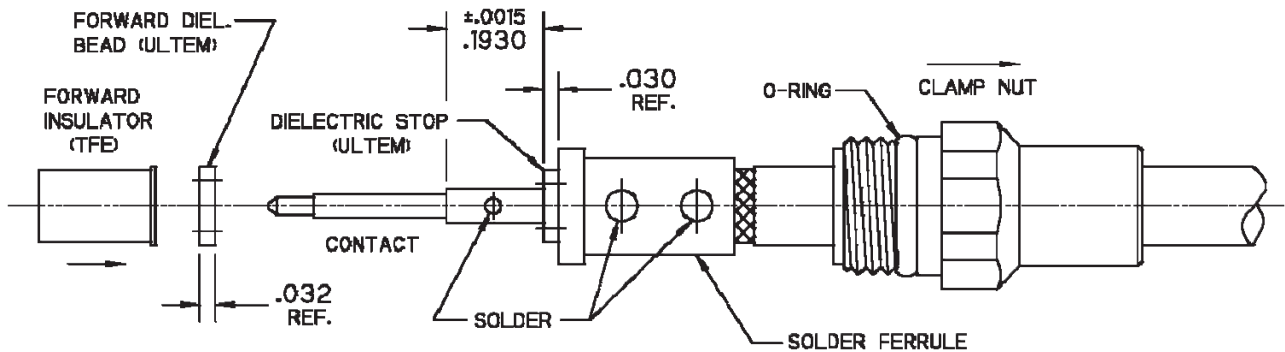 FORWARD DIEL.
BEAD (ULTEM)
±.0015
.1930
.030
REF.
O-RING
CLAMP NUT
FORWARD
INSULATOR
(TFE)
DIELECTRIC STOP
(ULTEM)
CONTACT
.032
REF.
SOLDER
SOLDER FERRULE